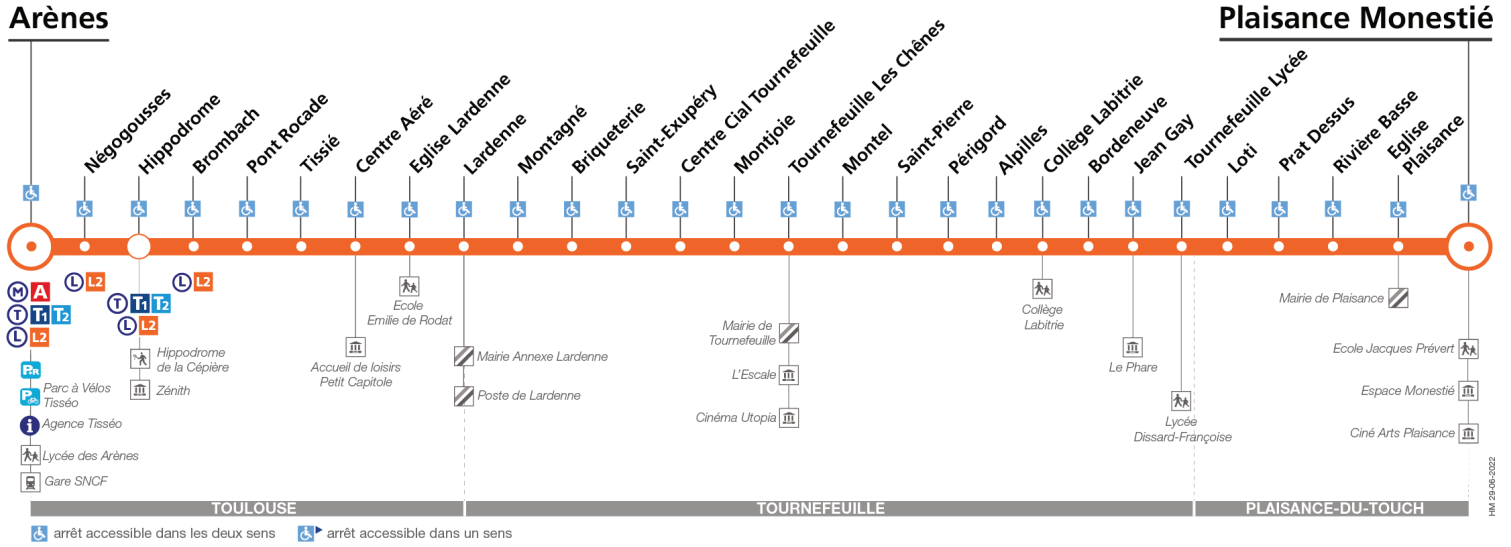 Arènes
Plaisance Monestié
Négogousses
Hippodrome
Brombach
Pont Rocade
Tissié
Centre Aéré
Eglise Lardenne
Lardenne
Montagné
Briqueterie
Saint-Exupéry
Centre Cial Tournefeuille
Montjoie
Tournefeuille Les Chênes
Montel
Saint-Pierre
Périgord
Alpilles
Collège Labitrie
Bordeneuve
Jean Gay
Tournefeuille Lycée
Loti
Prat Dessus
Rivière Basse
Eglise
Plaisance
M A
T T1 T2
L L2
L L2
T T1 T2
L L2
L L2
P+R
Parc à Vélos
Tisséo
P
i Agence Tisséo
Lycée des Arènes
Gare SNCF
Hippodrome
de la Cépière
Zénith
Accueil de loisirs
Petit Capitole
Ecole
Emilie de Rodat
Mairie Annexe Lardenne
Poste de Lardenne
Mairie de
Tournefeuille
L'Escale
Cinéma Utopia
Collège
Labitrie
Le Phare
Lycée
Dissard-Françoise
Mairie de Plaisance
Ecole Jacques Prévert
Espace Monestié
Ciné Arts Plaisance
HM 29-06-2022
TOULOUSE
TOURNEFEUILLE
PLAISANCE-DU-TOUCH
arrêt accessible dans les deux sens
arrêt accessible dans un sens